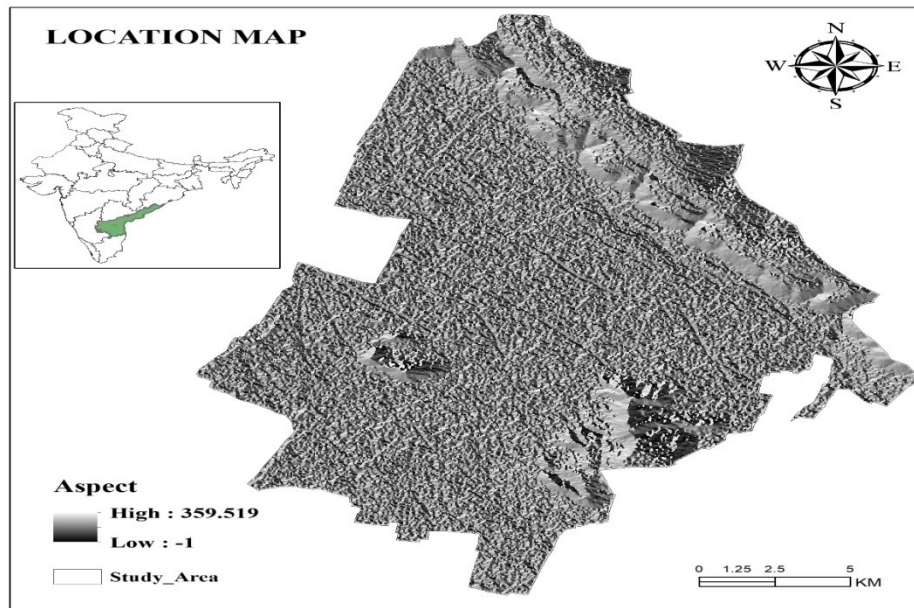 LOCATION MAP
N
W E
S
Aspect
High : 359.519
Low : -1
Study_Area
0 1.25 2.5 5
KM